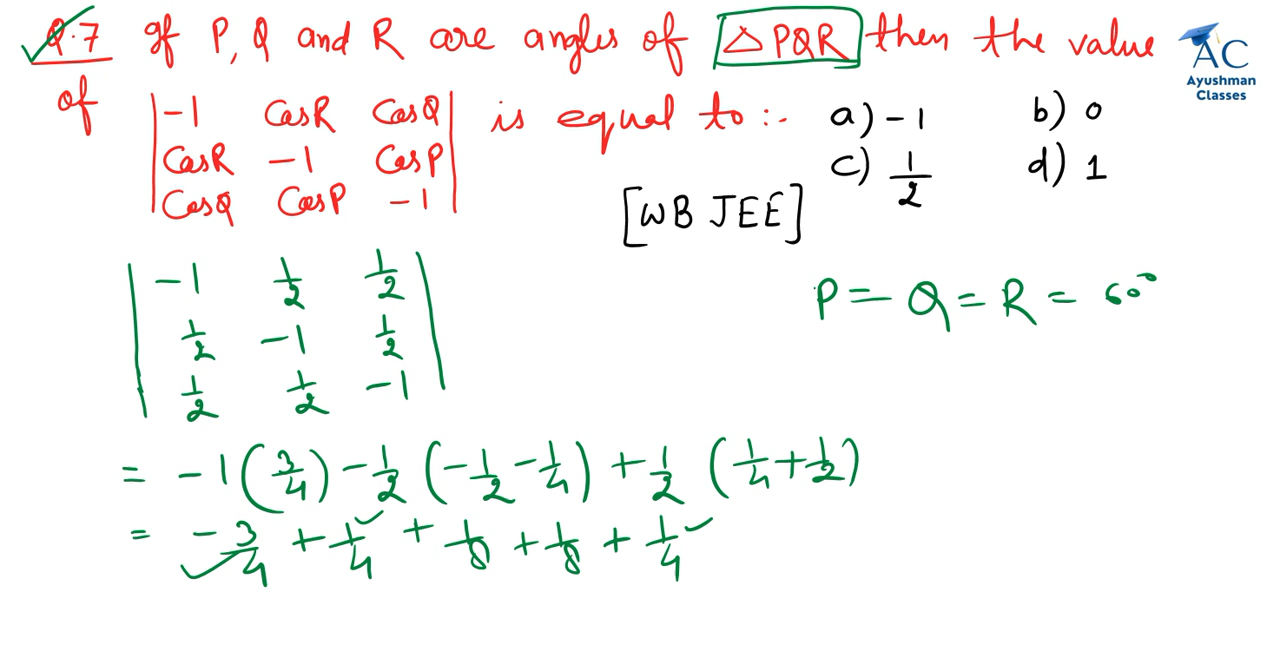 Q.7 If P, Q and R are angles of △PQR then the value
of |-1 CosR CosQ| is equal to :- a) -1 b) 0
|CosR -1 CosP| c) 1/2 d) 1
|CosQ CosP -1| [WB JEE]
AC
Ayushman
Classes
|-1 1/2 1/2|
|1/2 -1 1/2|
|1/2 1/2 -1|
P = Q = R = 60°
= -1(3/4) - 1/2(-1/2 - 1/4) + 1/2(1/4 + 1/2)
= -3/4 + 1/4 + 1/8 + 1/8 + 1/4